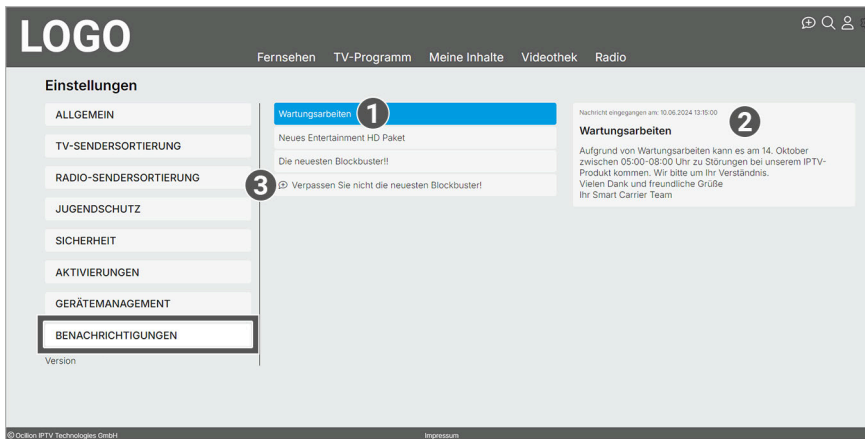 LOGO
Fernsehen TV-Programm Meine Inhalte Videothek Radio
Einstellungen
ALLGEMEIN
TV-SENDERSORTIERUNG
RADIO-SENDERSORTIERUNG
JUGENDSCHUTZ
SICHERHEIT
AKTIVIERUNGEN
GERÄTEMANAGEMENT
BENACHRICHTIGUNGEN
Version
Wartungsarbeiten 1
Neues Entertainment HD Paket
Die neuesten Blockbuster!!
3 Verpassen Sie nicht die neuesten Blockbuster!
Nachricht eingegangen am: 10.06.2024 13:15:00
2
Wartungsarbeiten
Aufgrund von Wartungsarbeiten kann es am 14. Oktober
zwischen 05:00-08:00 Uhr zu Störungen bei unserem IPTV-
Produkt kommen. Wir bitte um Ihr Verständnis.
Vielen Dank und freundliche Grüße
Ihr Smart Carrier Team
© Ocilion IPTV Technologies GmbH
Impressum